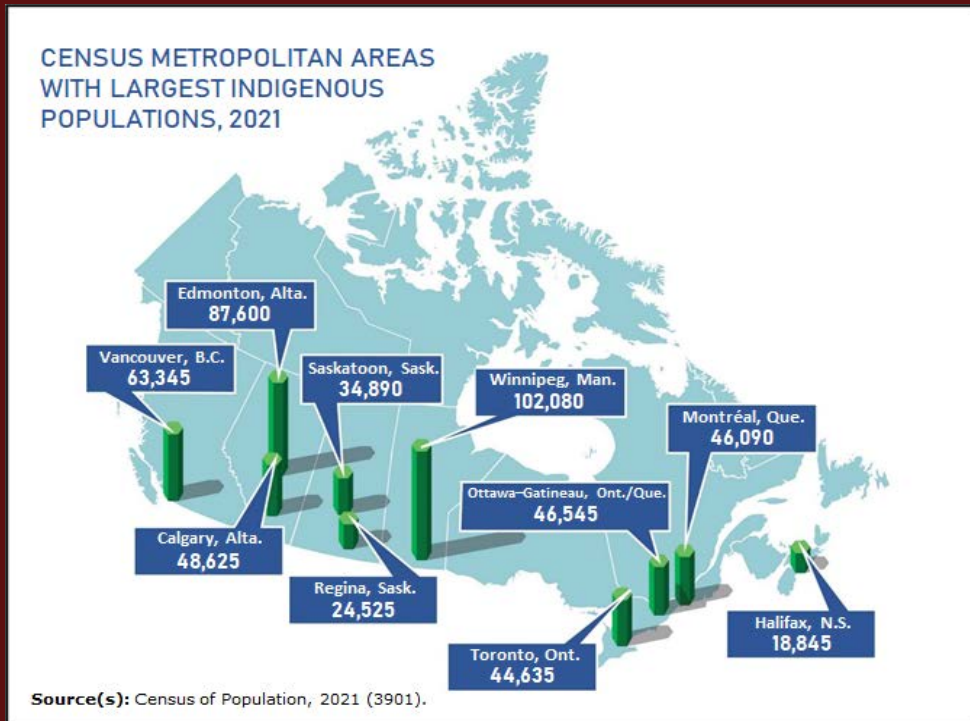 CENSUS METROPOLITAN AREAS
WITH LARGEST INDIGENOUS
POPULATIONS, 2021
Edmonton, Alta.
87,600
Vancouver, B.C.
63,345
Saskatoon, Sask.
34,890
Winnipeg, Man.
102,080
Montréal, Que.
46,090
Ottawa–Gatineau, Ont./Que.
46,545
Calgary, Alta.
48,625
Regina, Sask.
24,525
Halifax, N.S.
18,845
Toronto, Ont.
44,635
Source(s): Census of Population, 2021 (3901).